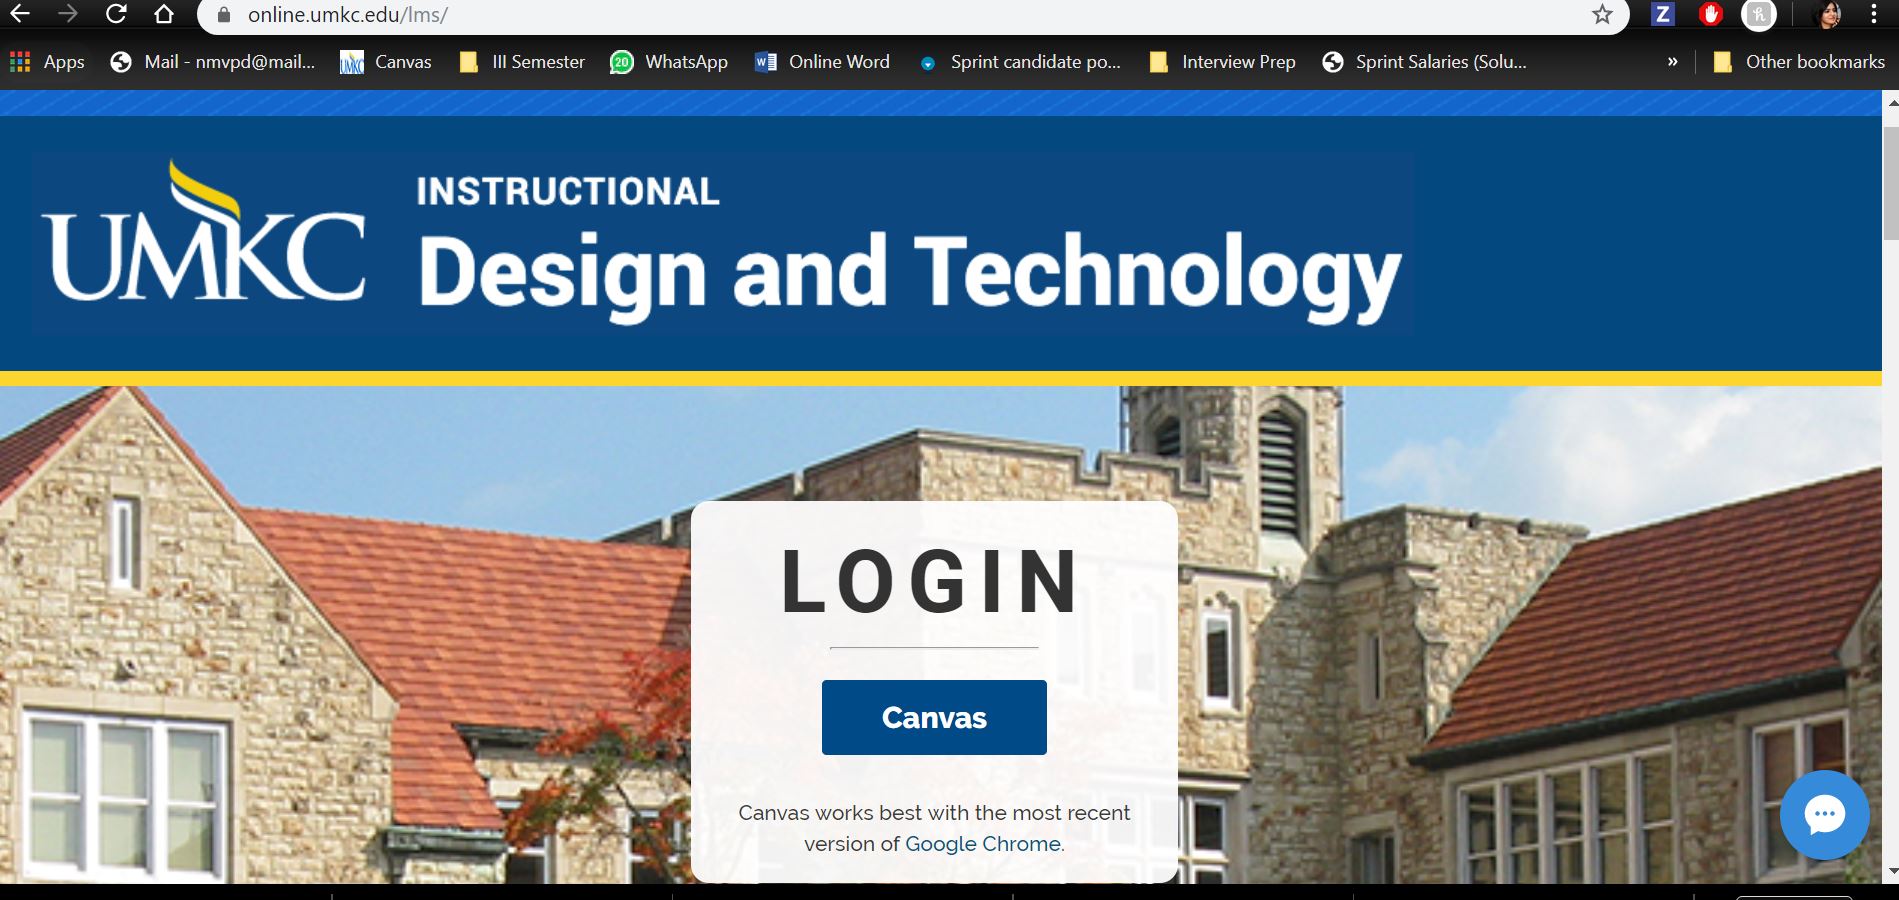 online.umkc.edu/lms/
Z
h
Apps
Mail - nmvpd@mail...
UMKC
Canvas
III Semester
20
WhatsApp
W
Online Word
Sprint candidate po...
Interview Prep
Sprint Salaries (Solu...
»
Other bookmarks
UMKC
INSTRUCTIONAL
Design and Technology
LOGIN
Canvas
Canvas works best with the most recent
version of Google Chrome.